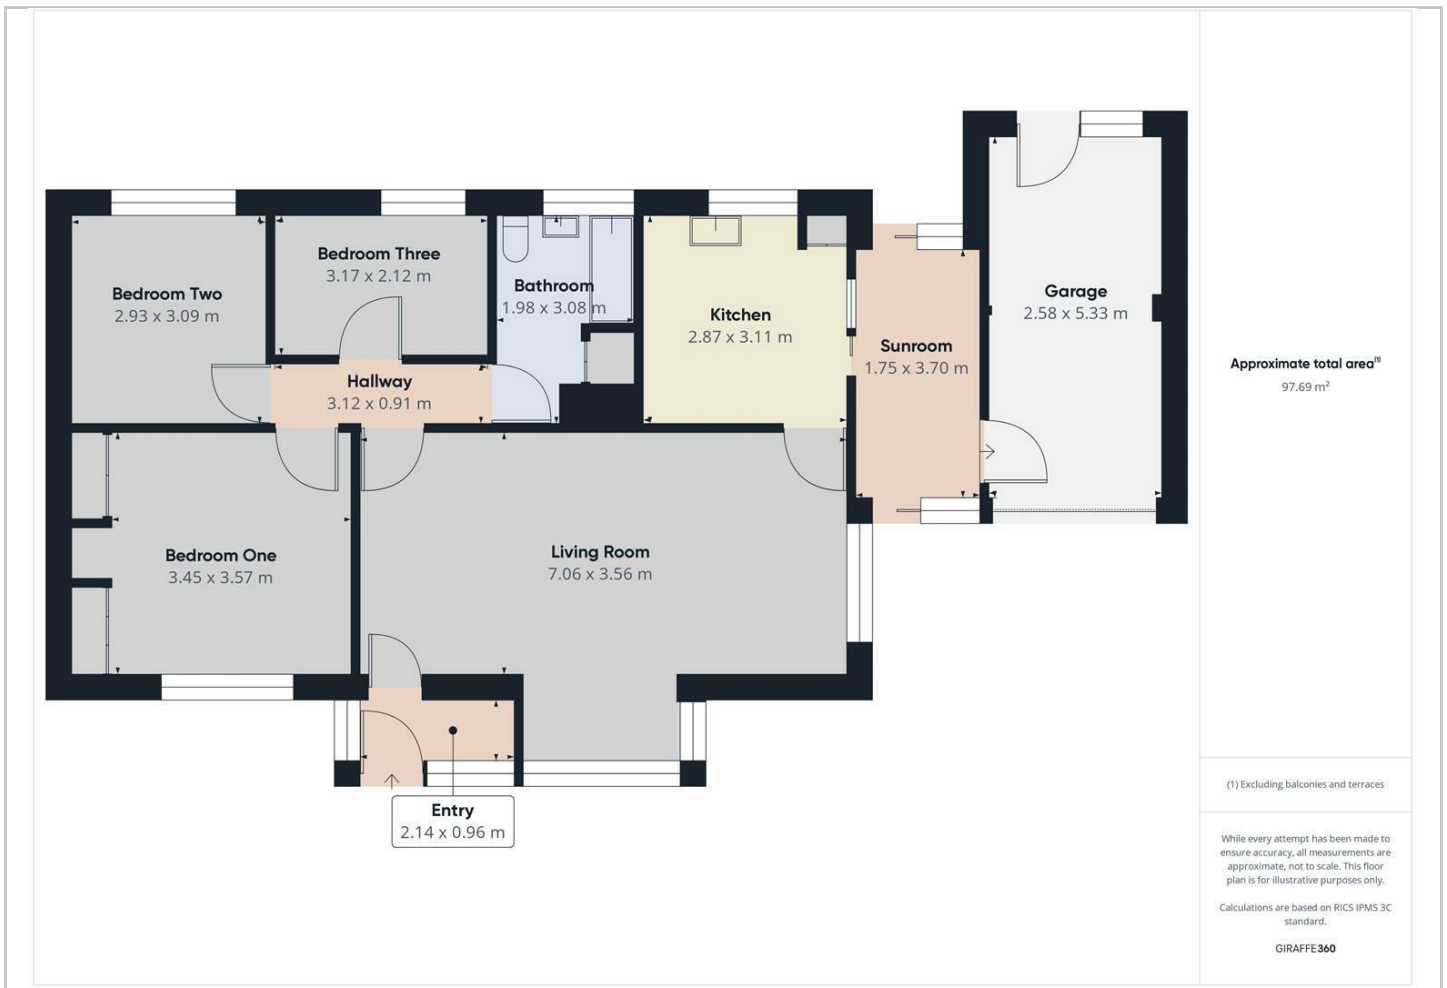 Bedroom Two
2.93 x 3.09 m
Bedroom Three
3.17 x 2.12 m
Bathroom
1.98 x 3.08 m
Kitchen
2.87 x 3.11 m
Sunroom
1.75 x 3.70 m
Garage
2.58 x 5.33 m
Hallway
3.12 x 0.91 m
Bedroom One
3.45 x 3.57 m
Living Room
7.06 x 3.56 m
Entry
2.14 x 0.96 m
Approximate total area(1)
97.69 m²
(1) Excluding balconies and terraces
While every attempt has been made to
ensure accuracy, all measurements are
approximate, not to scale. This floor
plan is for illustrative purposes only.
Calculations are based on RICS IPMS 3C
standard.
GIRAFFE360